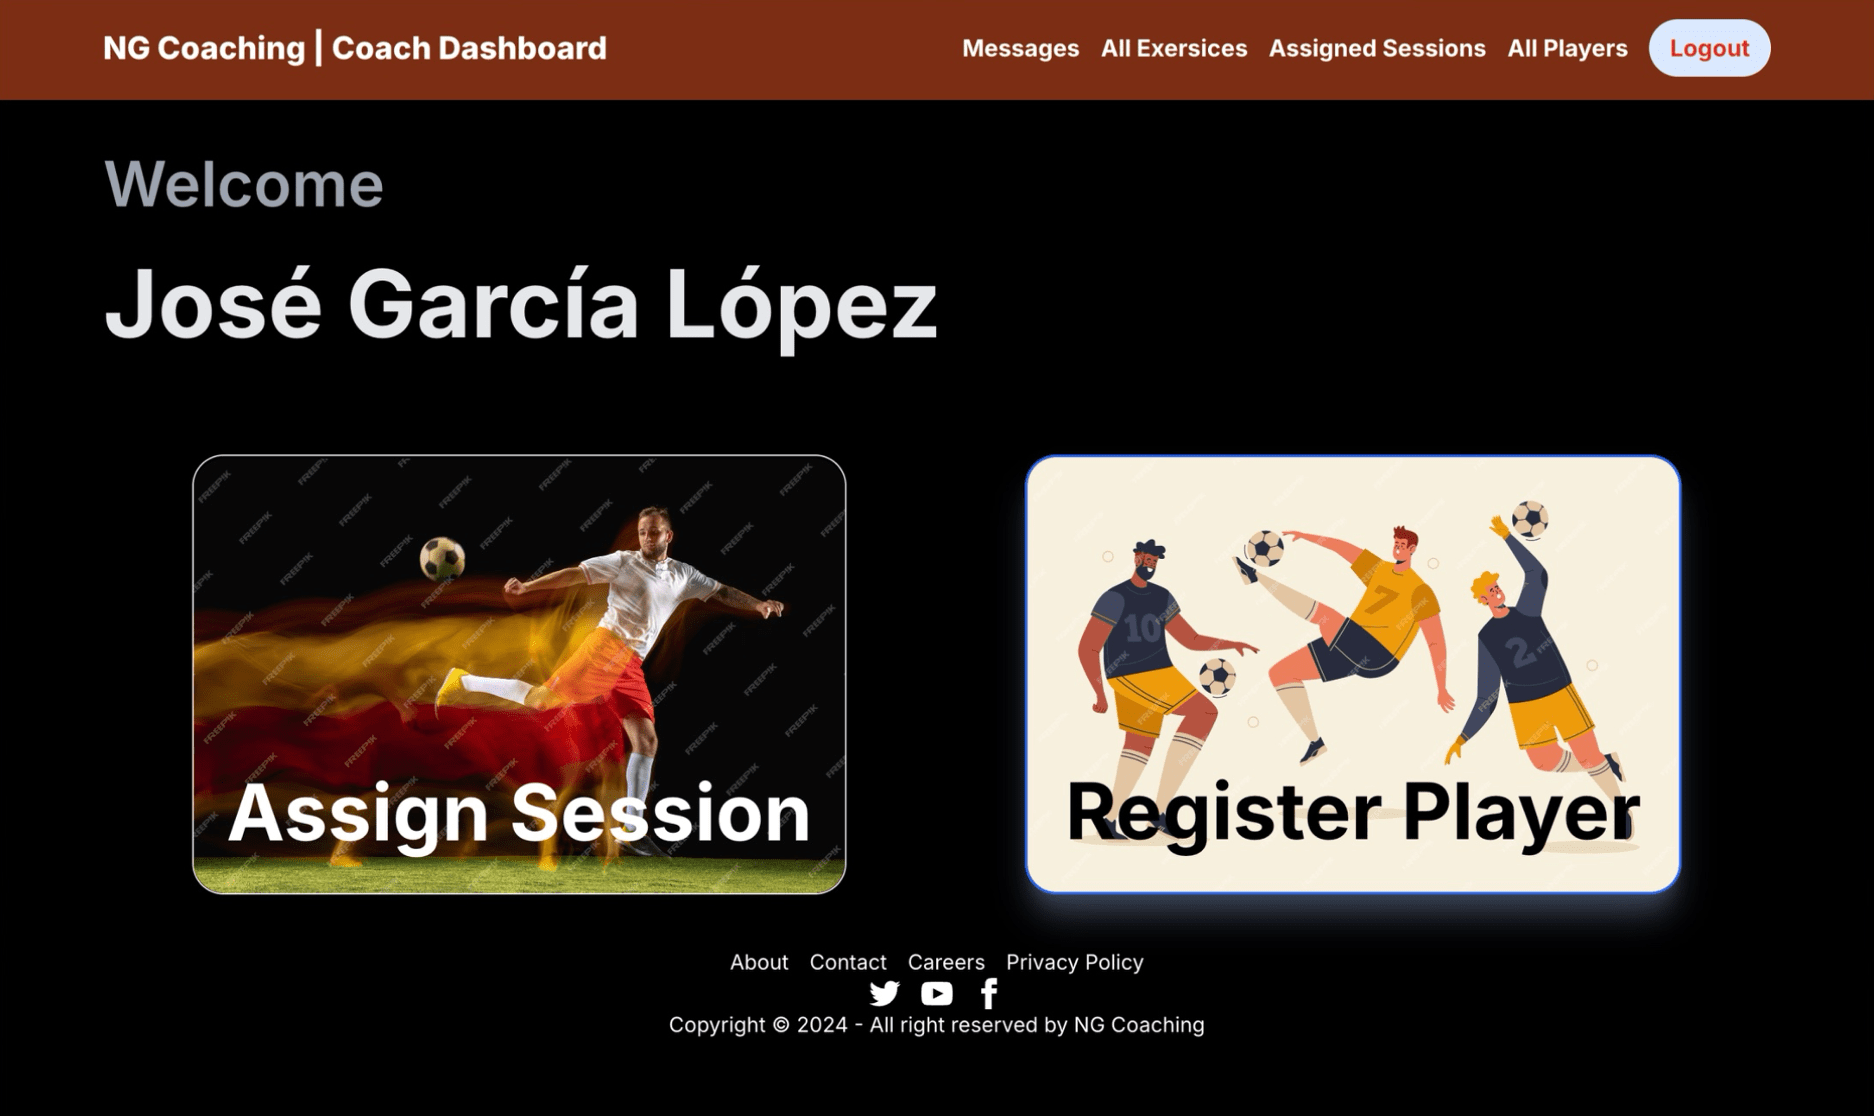 NG Coaching | Coach Dashboard
Messages All Exersices Assigned Sessions All Players Logout
Welcome
José García López
FREEPIK
10
7
2
Assign Session
Register Player
About Contact Careers Privacy Policy
Copyright © 2024 - All right reserved by NG Coaching